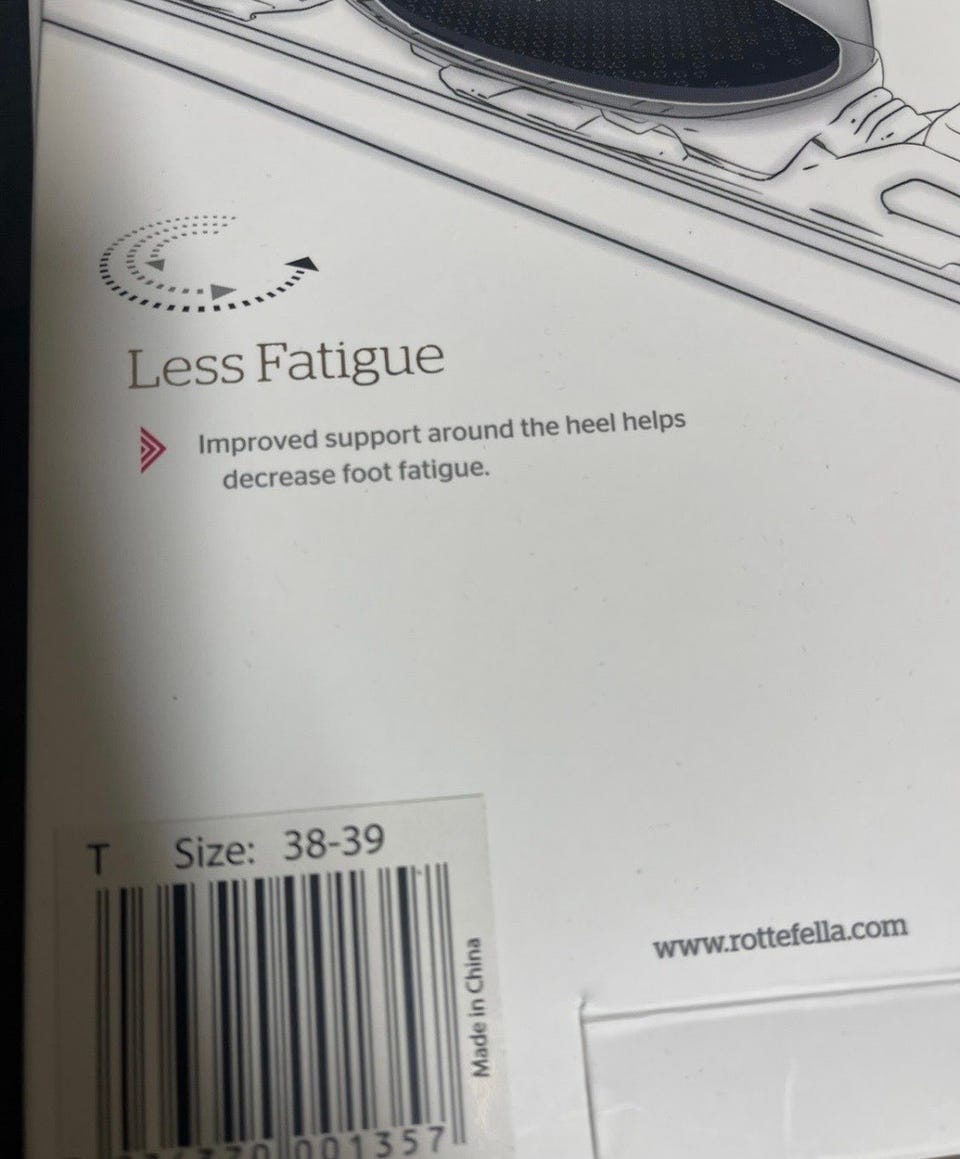 Less Fatigue
Improved support around the heel helps
decrease foot fatigue.
T Size: 38-39
Made in China
www.rottefella.com
001357